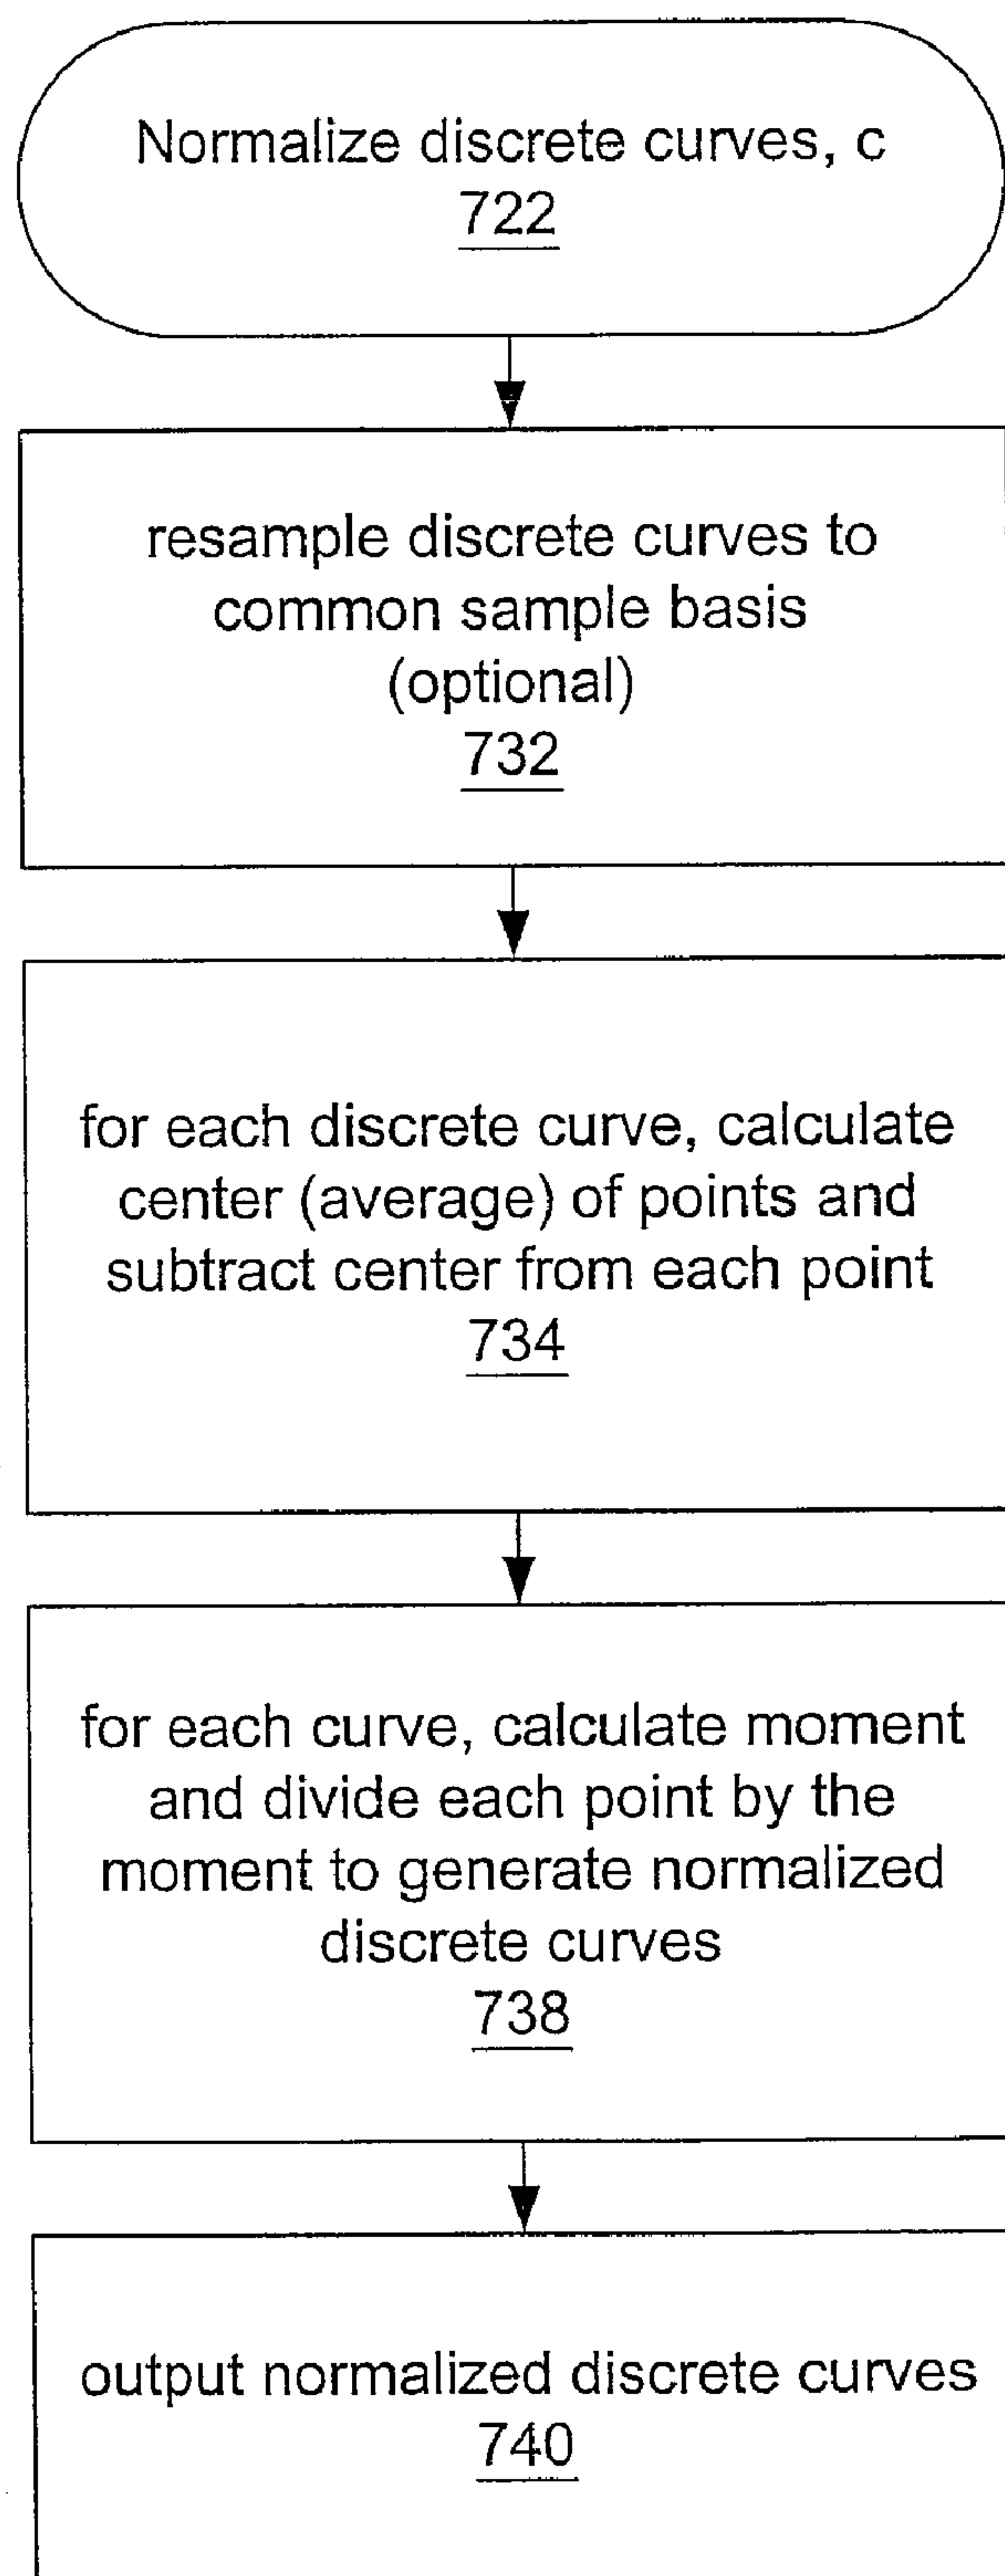 Normalize discrete curves, c
722
resample discrete curves to
common sample basis
(optional)
732
for each discrete curve, calculate
center (average) of points and
subtract center from each point
734
for each curve, calculate moment
and divide each point by the
moment to generate normalized
discrete curves
738
output normalized discrete curves
740